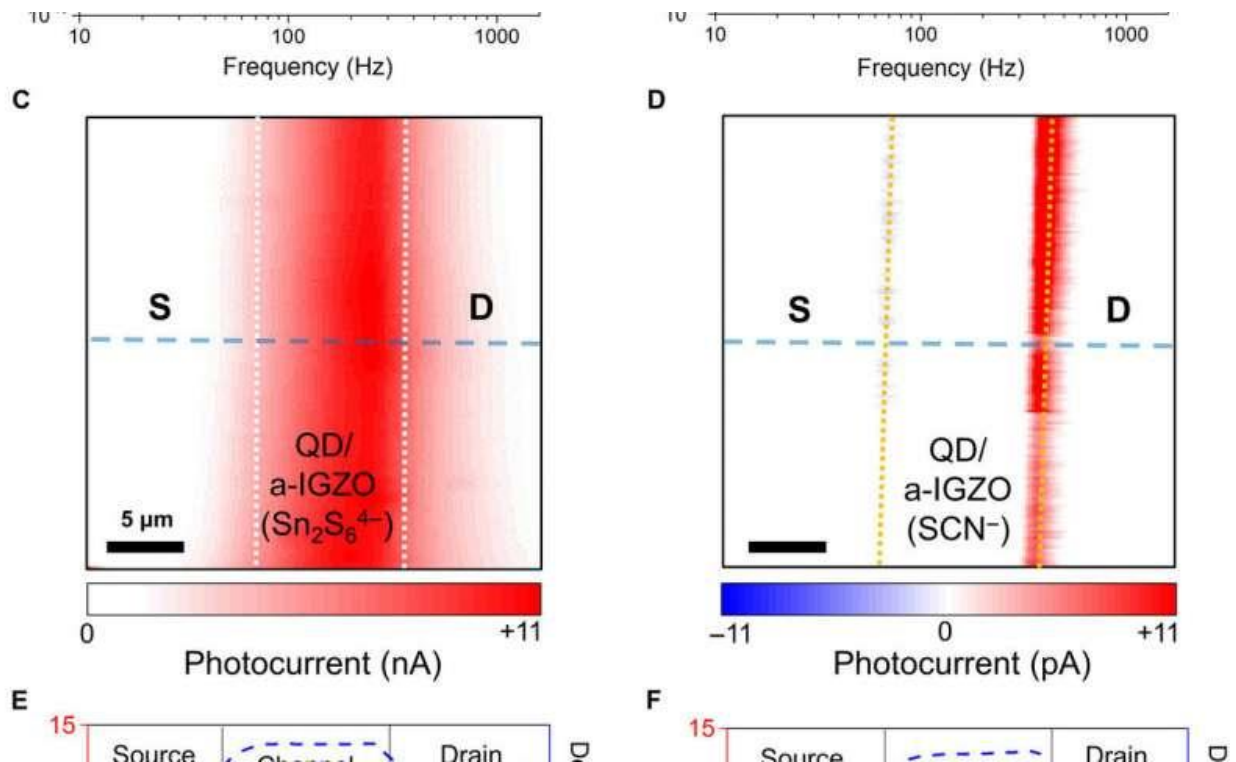 10 100 1000
Frequency (Hz)
10
10 100 1000
Frequency (Hz)
C
S D
QD/
a-IGZO
(Sn₂S₆⁴⁻)
5 µm
0 +11
Photocurrent (nA)
D
S D
QD/
a-IGZO
(SCN⁻)
−11 0 +11
Photocurrent (pA)
E
15
Source
Channel
Drain
F
15
Source
Drain